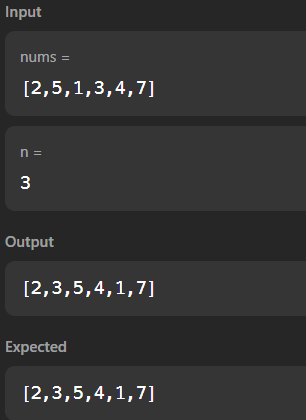 Input
nums =
[2,5,1,3,4,7]
n =
3
Output
[2,3,5,4,1,7]
Expected
[2,3,5,4,1,7]